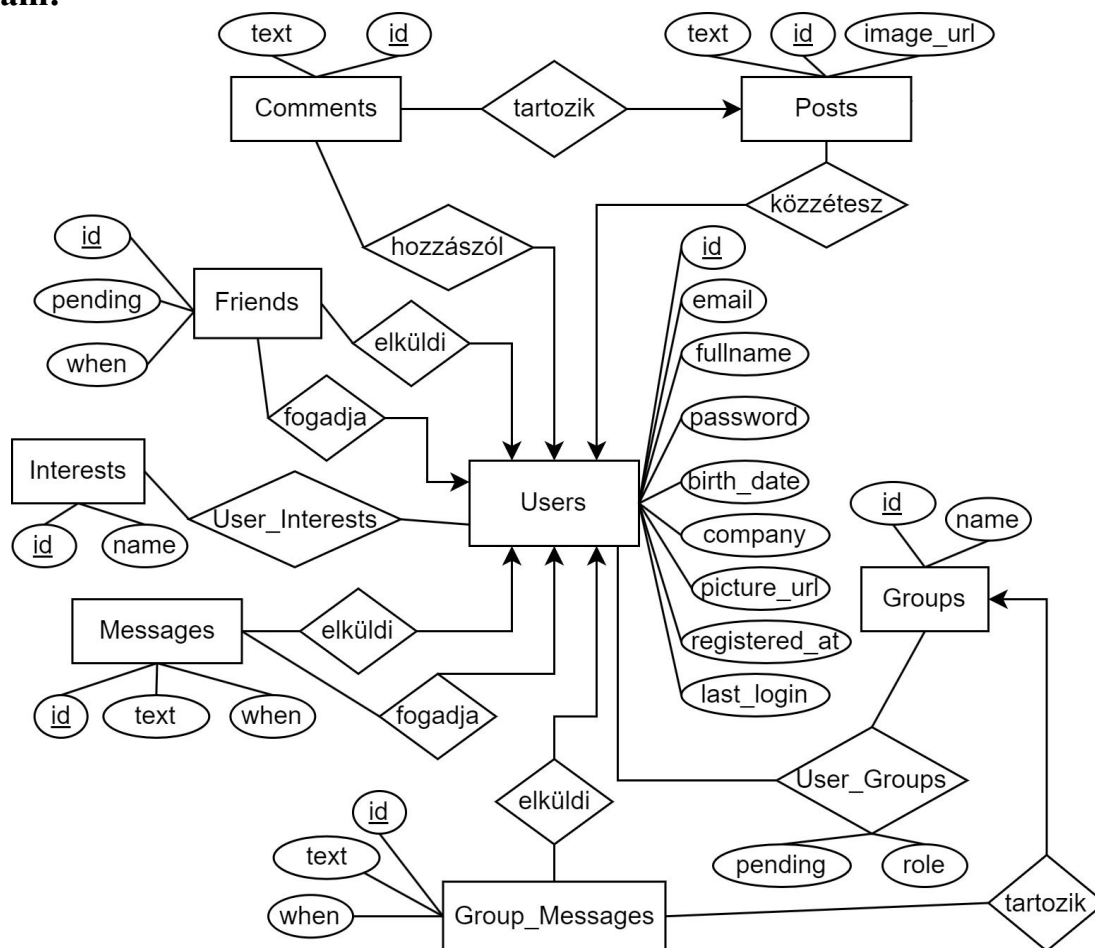 text
id
text
id
image_url
Comments
tartozik
Posts
közzétesz
hozzászól
id
id
pending
Friends
elküldi
email
when
fullname
fogadja
password
Interests
User_Interests
Users
birth_date
id
name
company
id
name
picture_url
Groups
Messages
elküldi
registered_at
id
text
when
fogadja
last_login
elküldi
User_Groups
id
text
pending
role
when
Group_Messages
tartozik